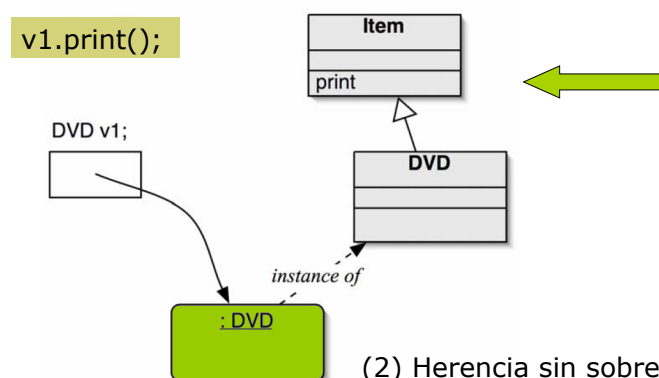 v1.print();
Item
print
DVD v1;
DVD
instance of
: DVD
(2) Herencia sin sobre